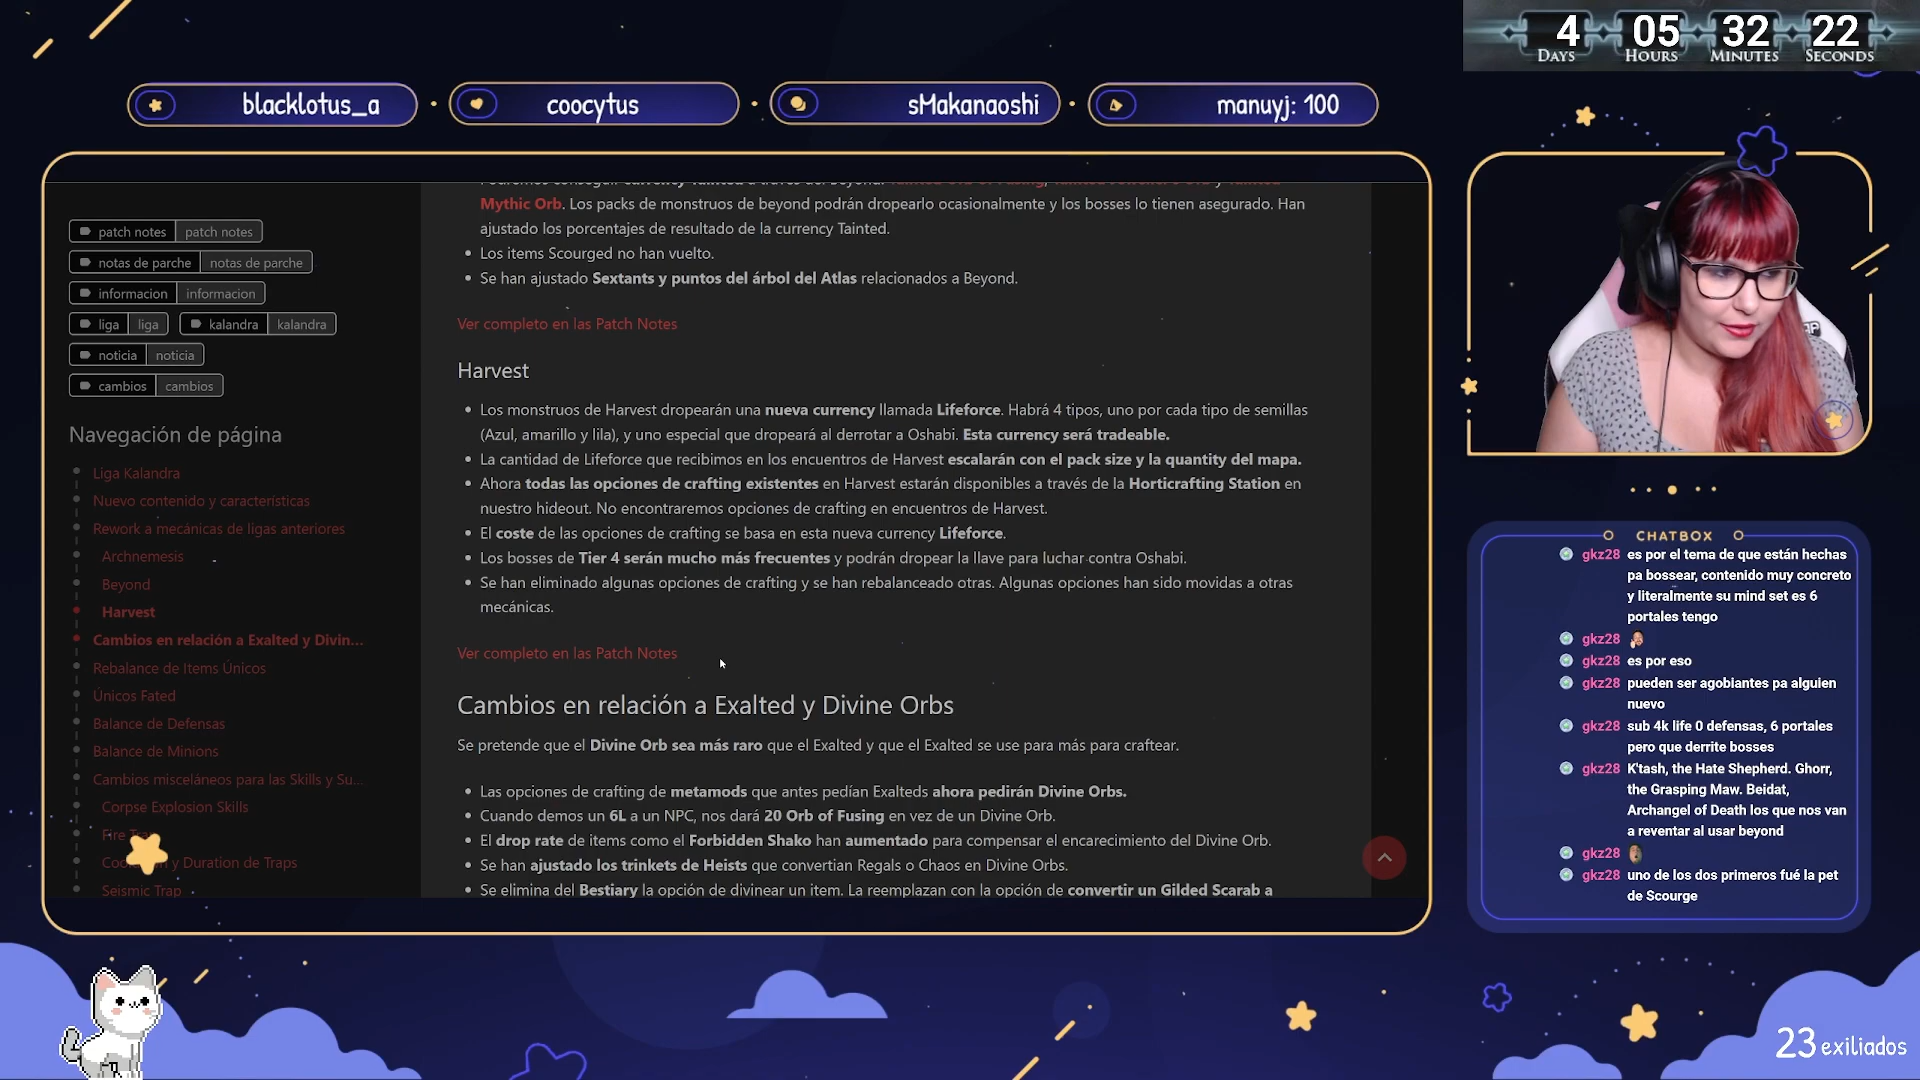 4 05 32 22
DAYS HOURS MINUTES SECONDS
blacklotus_a
coocytus
sMakanaoshi
manuyj: 100
patch notes patch notes
notas de parche notas de parche
informacion informacion
liga liga kalandra kalandra
noticia noticia
cambios cambios
Navegación de página
Liga Kalandra
Nuevo contenido y características
Rework a mecánicas de ligas anteriores
Archnemesis
Beyond
Harvest
Cambios en relación a Exalted y Divin...
Rebalance de Items Únicos
Únicos Fated
Balance de Defensas
Balance de Minions
Cambios misceláneos para las Skills y Su...
Corpse Explosion Skills
Fire Tra
y Duration de Traps
Seismic Trap
Mythic Orb. Los packs de monstruos de beyond podrán dropearlo ocasionalmente y los bosses lo tienen asegurado. Han
ajustado los porcentajes de resultado de la currency Tainted.
Los items Scourged no han vuelto.
Se han ajustado Sextants y puntos del árbol del Atlas relacionados a Beyond.
Ver completo en las Patch Notes
Harvest
Los monstruos de Harvest dropearán una nueva currency llamada Lifeforce. Habrá 4 tipos, uno por cada tipo de semillas
(Azul, amarillo y lila), y uno especial que dropeará al derrotar a Oshabi. Esta currency será tradeable.
La cantidad de Lifeforce que recibimos en los encuentros de Harvest escalarán con el pack size y la quantity del mapa.
Ahora todas las opciones de crafting existentes en Harvest estarán disponibles a través de la Horticrafting Station en
nuestro hideout. No encontraremos opciones de crafting en encuentros de Harvest.
El coste de las opciones de crafting se basa en esta nueva currency Lifeforce.
Los bosses de Tier 4 serán mucho más frecuentes y podrán dropear la llave para luchar contra Oshabi.
Se han eliminado algunas opciones de crafting y se han rebalanceado otras. Algunas opciones han sido movidas a otras
mecánicas.
Ver completo en las Patch Notes
Cambios en relación a Exalted y Divine Orbs
Se pretende que el Divine Orb sea más raro que el Exalted y que el Exalted se use para más para craftear.
Las opciones de crafting de metamods que antes pedían Exalteds ahora pedirán Divine Orbs.
Cuando demos un 6L a un NPC, nos dará 20 Orb of Fusing en vez de un Divine Orb.
El drop rate de items como el Forbidden Shako han aumentado para compensar el encarecimiento del Divine Orb.
Se han ajustado los trinkets de Heists que convertian Regals o Chaos en Divine Orbs.
Se elimina del Bestiary la opción de divinear un item. La reemplazan con la opción de convertir un Gilded Scarab a
CHATBOX
gkz28 es por el tema de que están hechas
pa bossear, contenido muy concreto
y literalmente su mind set es 6
portales tengo
gkz28
gkz28 es por eso
gkz28 pueden ser agobiantes pa alguien
nuevo
gkz28 sub 4k life 0 defensas, 6 portales
pero que derrite bosses
gkz28 K'tash, the Hate Shepherd. Ghorr,
the Grasping Maw. Beidat,
Archangel of Death los que nos van
a reventar al usar beyond
gkz28
gkz28 uno de los dos primeros fué la pet
de Scourge
23 exiliados